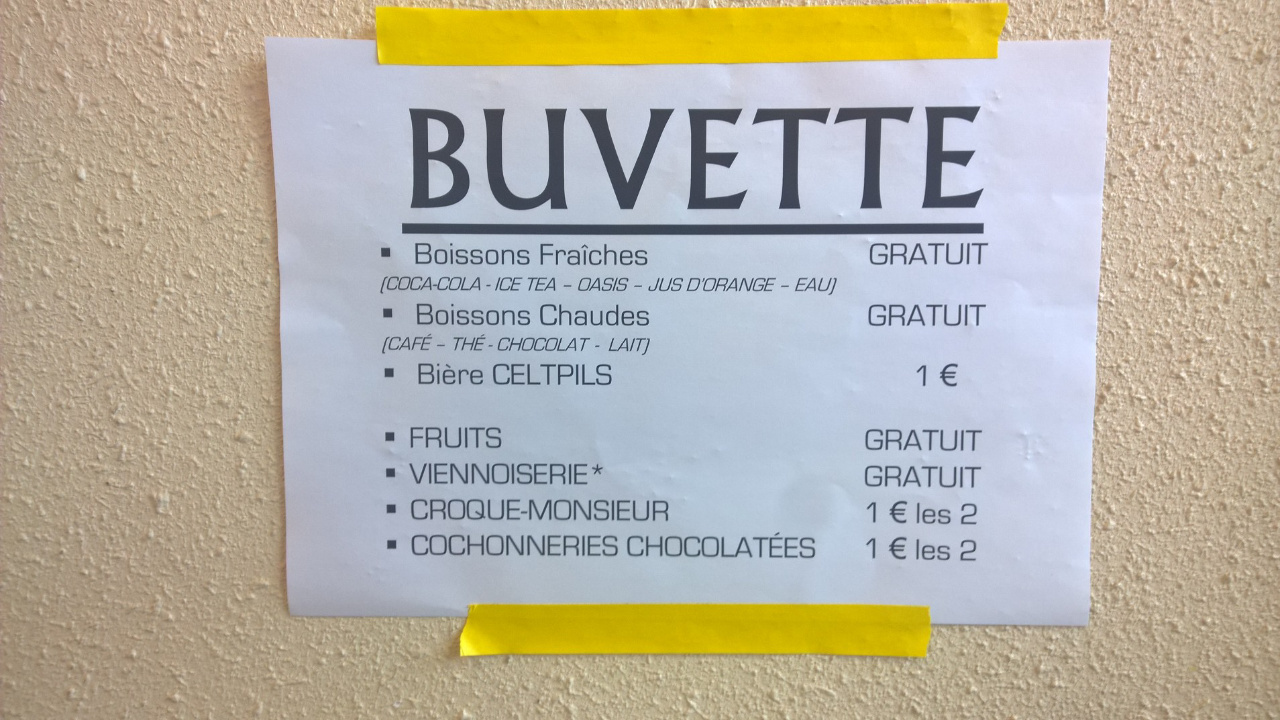 BUVETTE
▪ Boissons Fraîches GRATUIT
(COCA-COLA - ICE TEA – OASIS – JUS D'ORANGE – EAU)
▪ Boissons Chaudes GRATUIT
(CAFÉ – THÉ - CHOCOLAT - LAIT)
▪ Bière CELTPILS 1 €
▪ FRUITS GRATUIT
▪ VIENNOISERIE* GRATUIT
▪ CROQUE-MONSIEUR 1 € les 2
▪ COCHONNERIES CHOCOLATÉES 1 € les 2